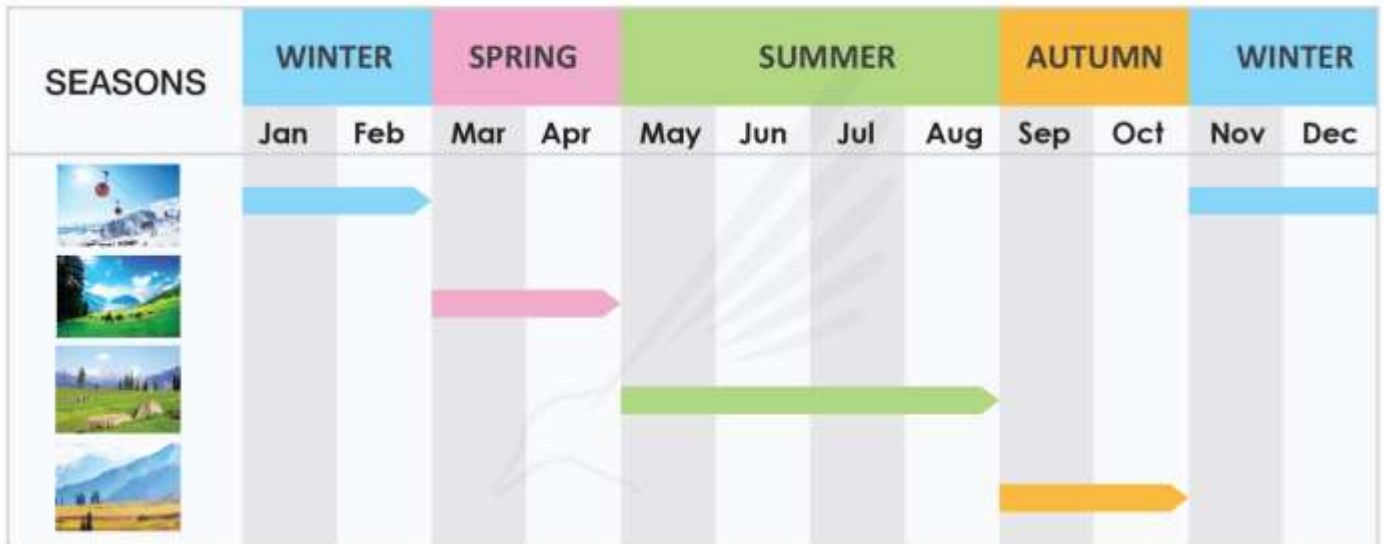 SEASONS
WINTER SPRING SUMMER AUTUMN WINTER
Jan Feb Mar Apr May Jun Jul Aug Sep Oct Nov Dec